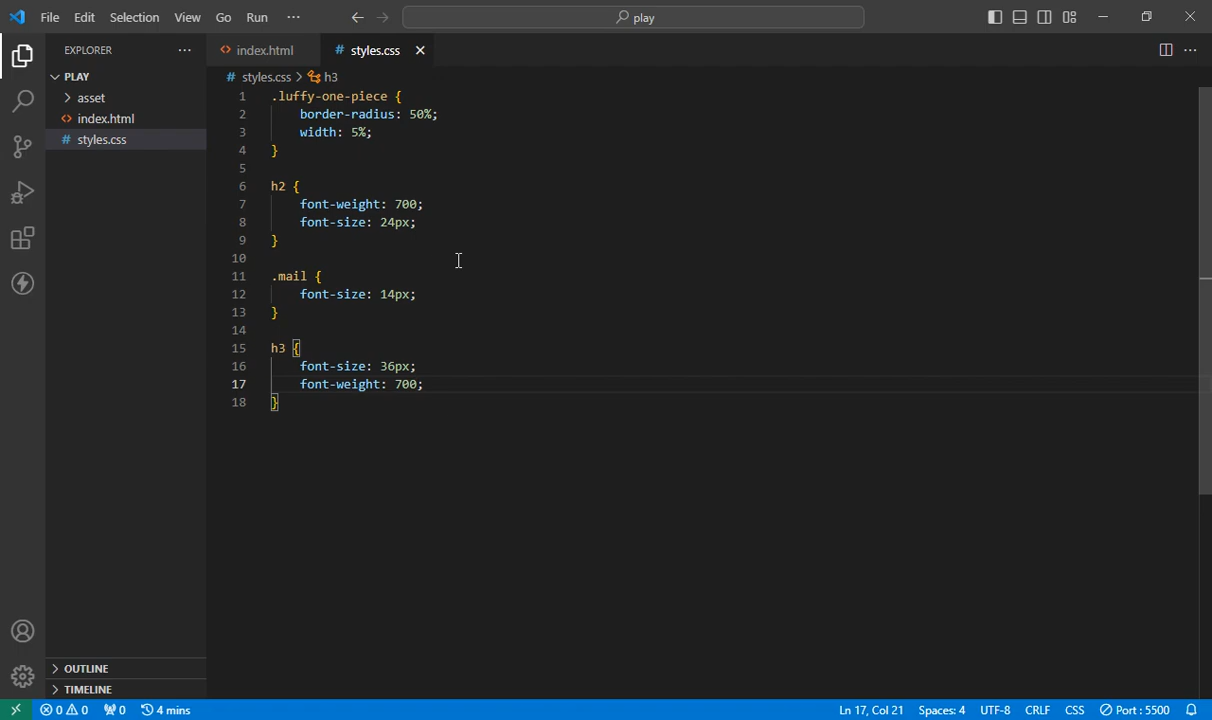 File Edit Selection View Go Run ··· play
EXPLORER ···
PLAY
asset
index.html
# styles.css
OUTLINE
TIMELINE
index.html
# styles.css
# styles.css > h3
1 .luffy-one-piece {
2 border-radius: 50%;
3 width: 5%;
4 }
5
6 h2 {
7 font-weight: 700;
8 font-size: 24px;
9 }
10
11 .mail {
12 font-size: 14px;
13 }
14
15 h3 {
16 font-size: 36px;
17 font-weight: 700;
18 }
0 0 0 4 mins Ln 17, Col 21 Spaces: 4 UTF-8 CRLF CSS Port : 5500